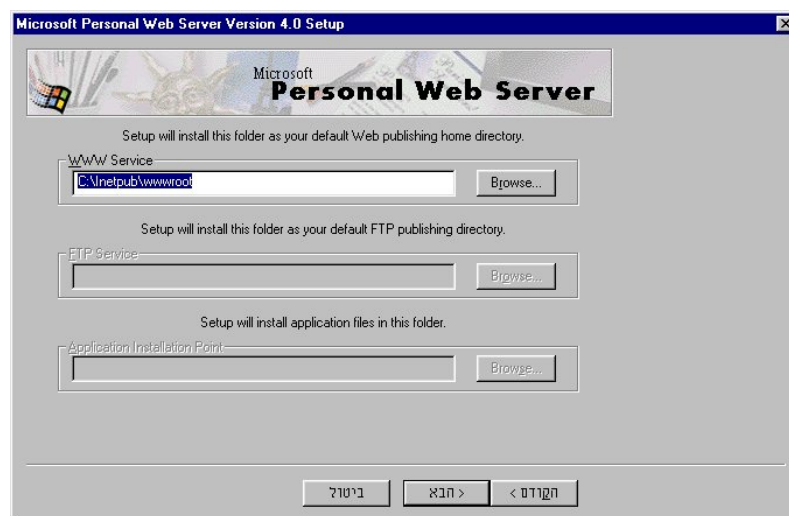 Microsoft Personal Web Server Version 4.0 Setup
Microsoft
Personal Web Server
Setup will install this folder as your default Web publishing home directory.
WWW Service
C:\Inetpub\wwwroot
Browse...
Setup will install this folder as your default FTP publishing directory.
FTP Service
Browse...
Setup will install application files in this folder.
Application Installation Point
Browse...
הקודם >
< הבא
ביטול